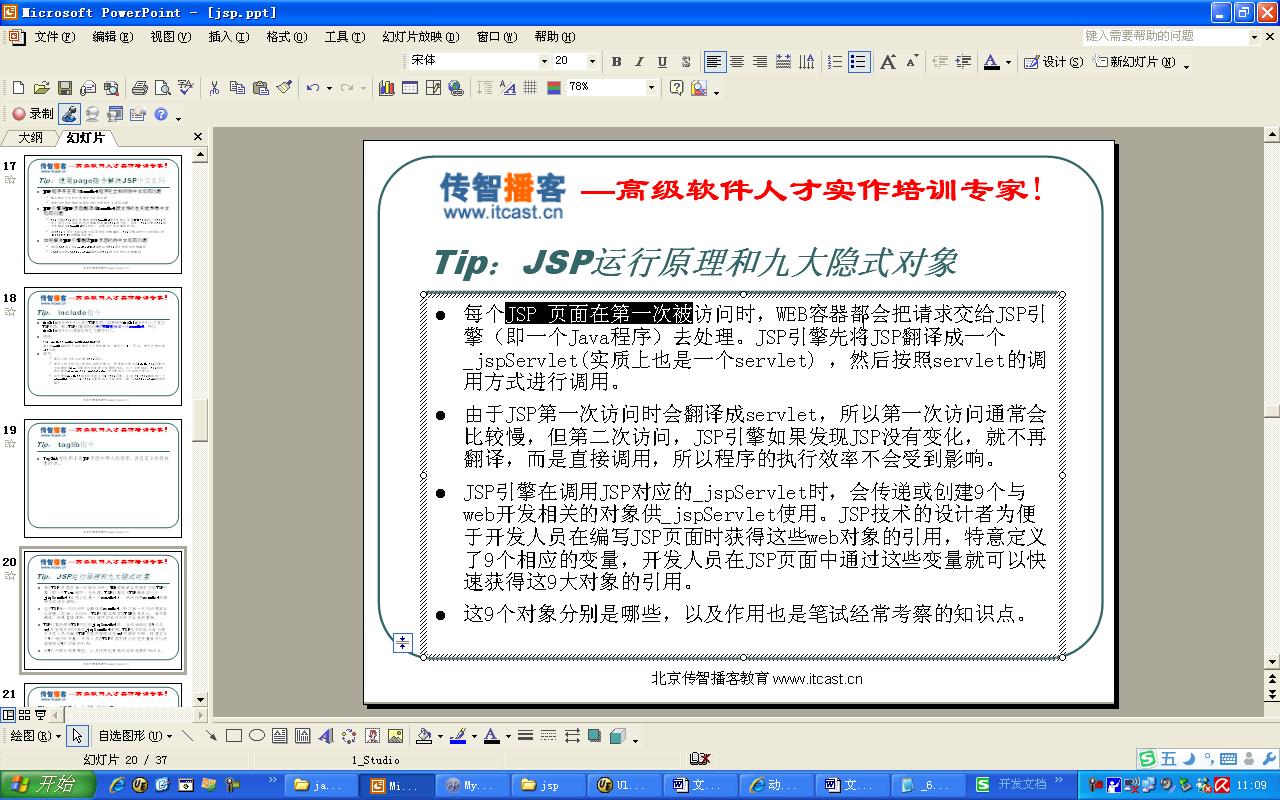 Microsoft PowerPoint - [jsp.ppt]
文件(F) 编辑(E) 视图(V) 插入(I) 格式(O) 工具(T) 幻灯片放映(D) 窗口(W) 帮助(H) 键入需要帮助的问题
宋体 20 B I U S A A A 设计(S) 新幻灯片(N)
78%
录制
大纲 幻灯片
传智播客 —高级软件人才实作培训专家!
www.itcast.cn
Tip：JSP运行原理和九大隐式对象
每个JSP 页面在第一次被访问时，WEB容器都会把请求交给JSP引
擎（即一个Java程序）去处理。JSP引擎先将JSP翻译成一个
_jspServlet(实质上也是一个servlet) ，然后按照servlet的调
用方式进行调用。
由于JSP第一次访问时会翻译成servlet，所以第一次访问通常会
比较慢，但第二次访问，JSP引擎如果发现JSP没有变化，就不再
翻译，而是直接调用，所以程序的执行效率不会受到影响。
JSP引擎在调用JSP对应的_jspServlet时，会传递或创建9个与
web开发相关的对象供_jspServlet使用。JSP技术的设计者为便
于开发人员在编写JSP页面时获得这些web对象的引用，特意定义
了9个相应的变量，开发人员在JSP页面中通过这些变量就可以快
速获得这9大对象的引用。
这9个对象分别是哪些，以及作用也是笔试经常考察的知识点。
北京传智播客教育 www.itcast.cn
17
Tip：使用page指令解决JSP中文乱码
18
Tip：include指令
19
Tip：taglib指令
20
Tip：JSP运行原理和九大隐式对象
21
绘图(R) 自选图形(U)
幻灯片 20 / 37 1_Studio
五
开始 ja... Mi... My... jsp Ul... 文... 动... 文... _6... 开发文档 11:09